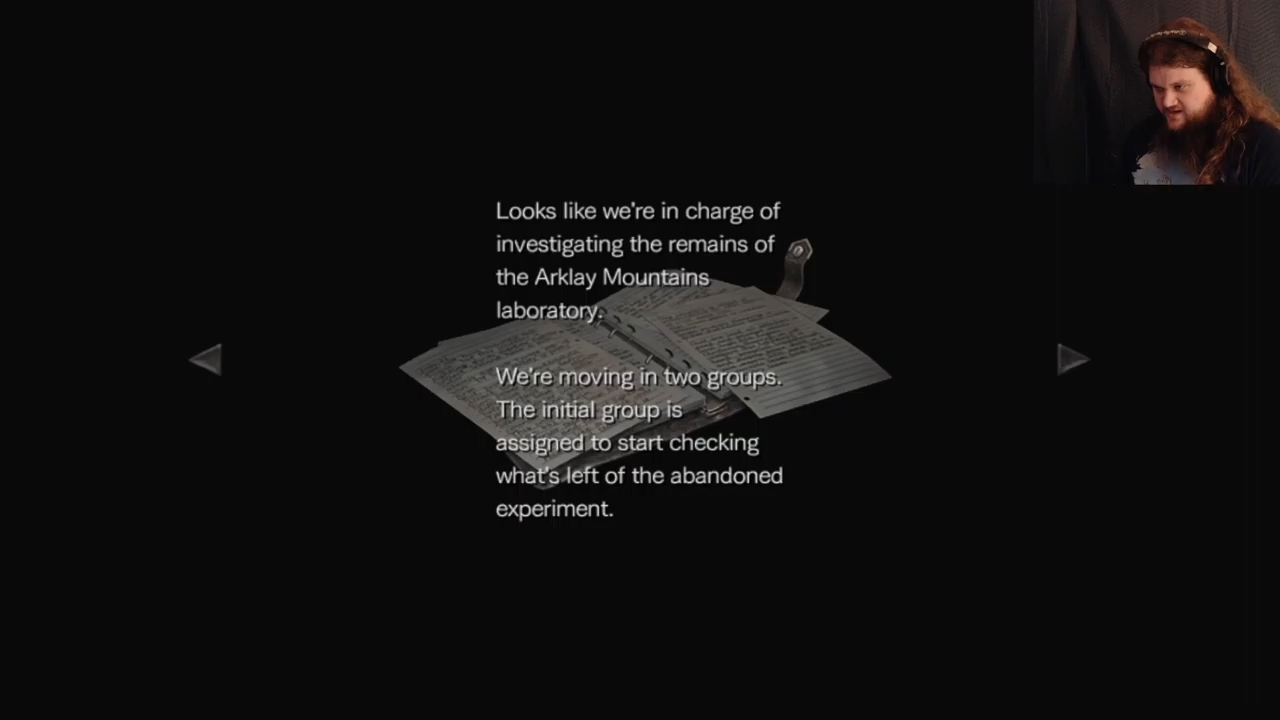 Looks like we're in charge of
investigating the remains of
the Arklay Mountains
laboratory.
We're moving in two groups.
The initial group is
assigned to start checking
what's left of the abandoned
experiment.